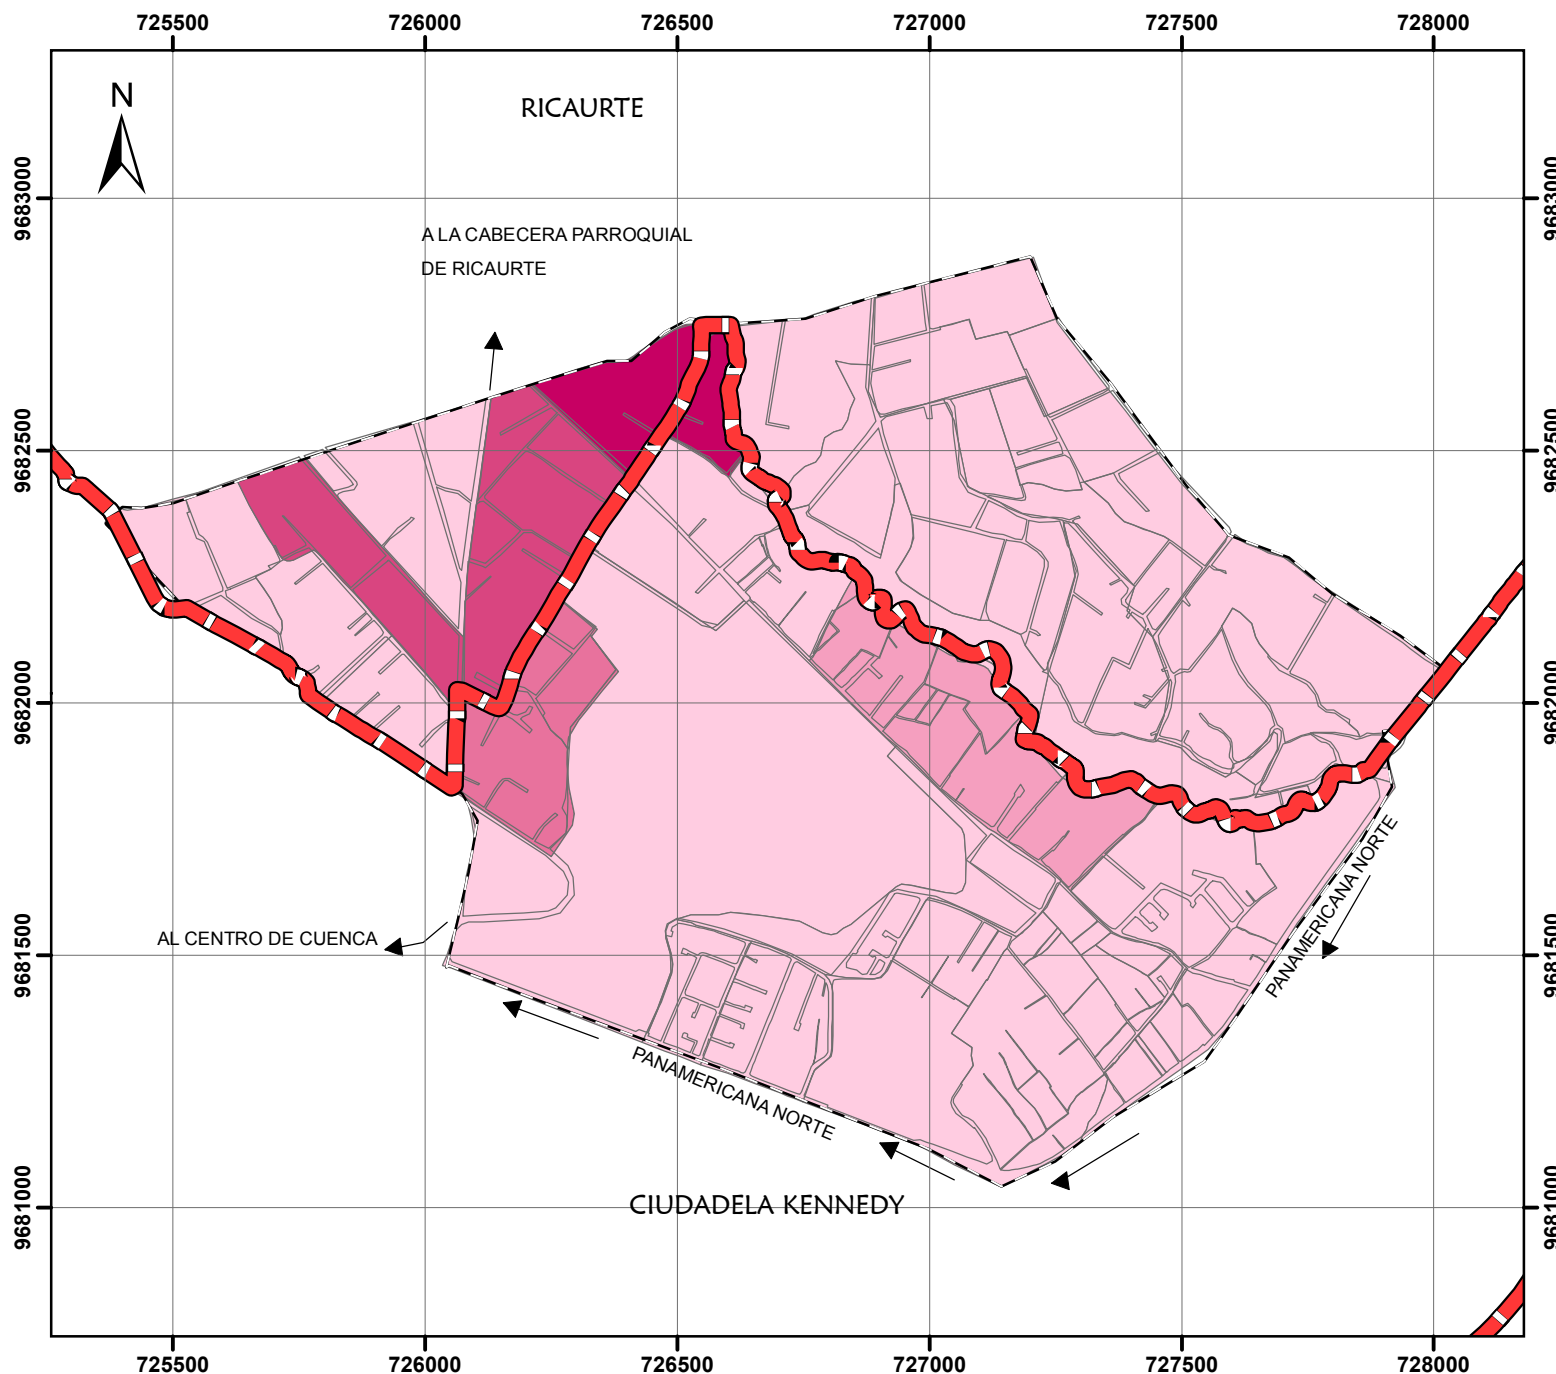 725500 726000 726500 727000 727500 728000
N
RICAURTE
9683000 9683000
A LA CABECERA PARROQUIAL
DE RICAURTE
9682500 9682500
9682000 9682000
PANAMERICANA NORTE
AL CENTRO DE CUENCA
9681500 9681500
PANAMERICANA NORTE
CIUDADELA KENNEDY
9681000 9681000
725500 726000 726500 727000 727500 728000